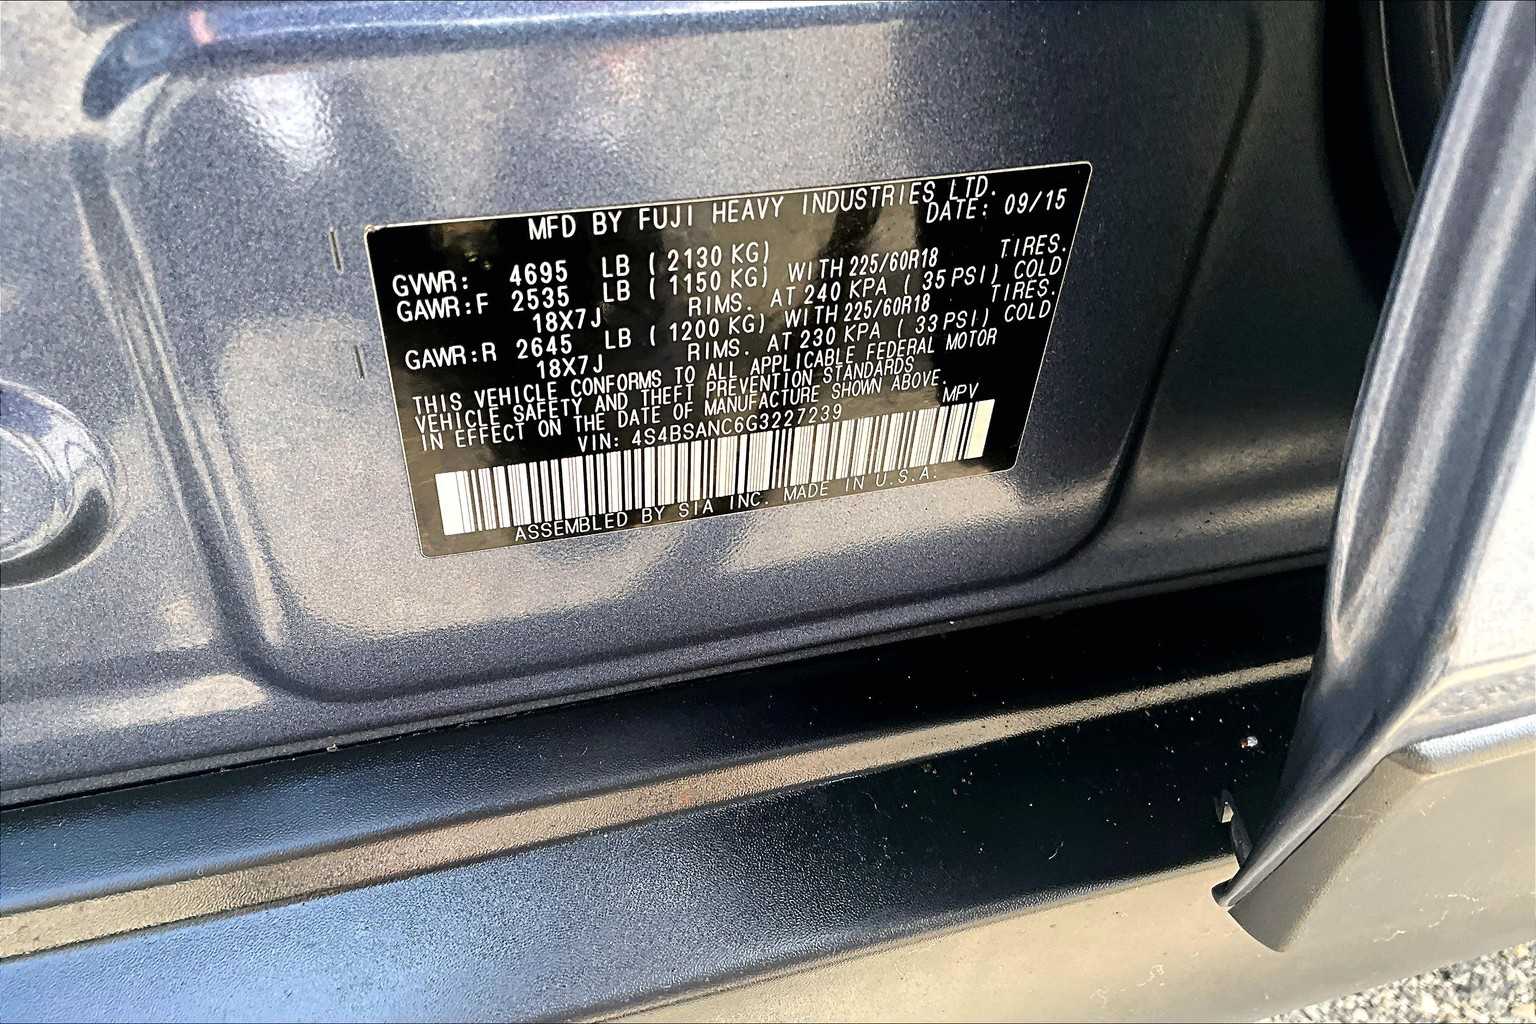 MFD BY FUJI HEAVY INDUSTRIES LTD.
DATE: 09/15
GVWR: 4695 LB ( 2130 KG)
GAWR:F 2535 LB ( 1150 KG) WITH 225/60R18 TIRES.
18X7J RIMS. AT 240 KPA ( 35 PSI) COLD
GAWR:R 2645 LB ( 1200 KG) WITH 225/60R18 TIRES.
18X7J RIMS. AT 230 KPA ( 33 PSI) COLD
THIS VEHICLE CONFORMS TO ALL APPLICABLE FEDERAL MOTOR
VEHICLE SAFETY AND THEFT PREVENTION STANDARDS
IN EFFECT ON THE DATE OF MANUFACTURE SHOWN ABOVE.
VIN: 4S4BSANC6G3227239 MPV
ASSEMBLED BY SIA INC. MADE IN U.S.A.